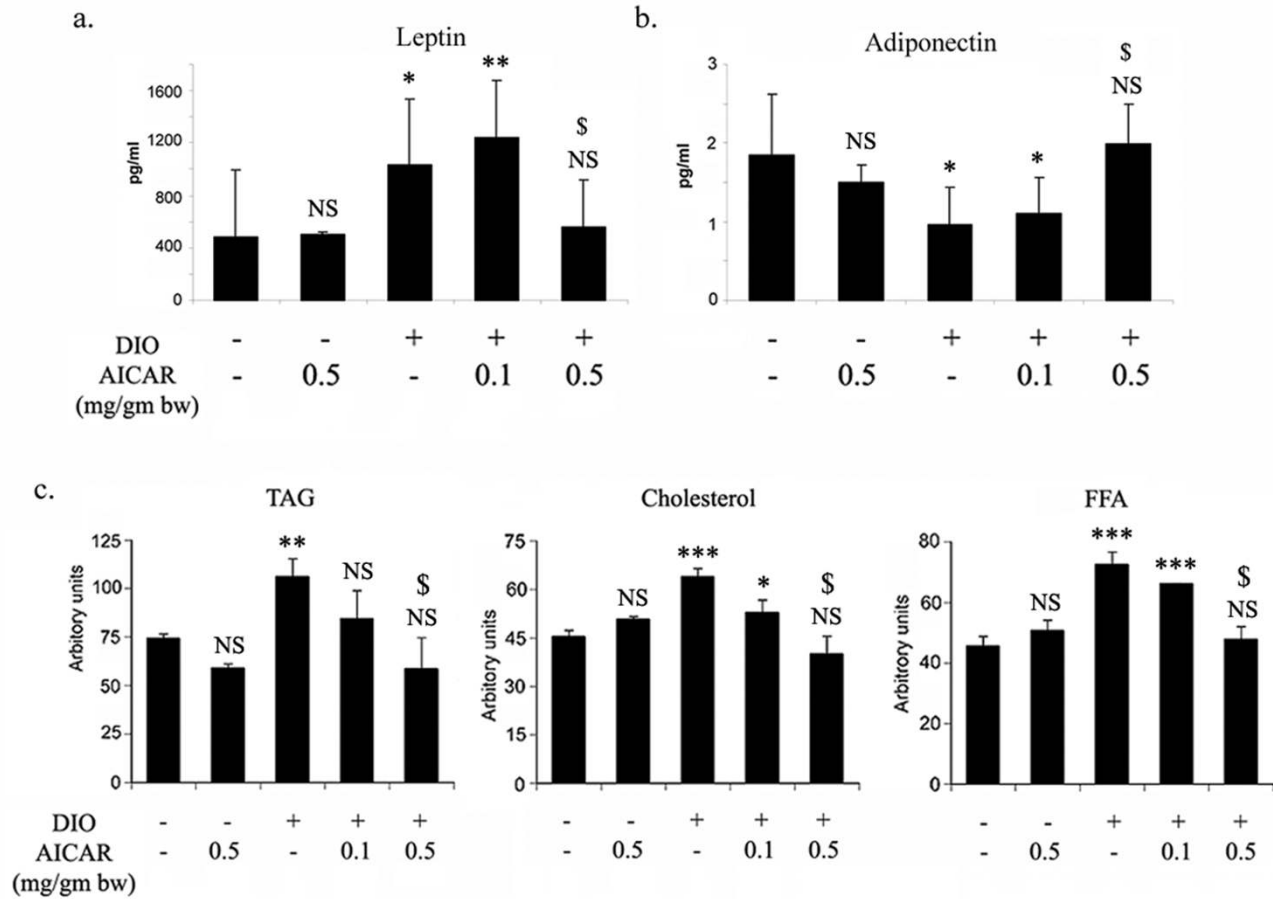 a.
Leptin
pg/ml
1600
1200
800
400
0
NS
*
**
$
NS
DIO - - + + +
AICAR - 0.5 - 0.1 0.5
(mg/gm bw)
b.
Adiponectin
pg/ml
3
2
1
0
NS
*
*
$
NS
- - + + +
- 0.5 - 0.1 0.5
c.
TAG
Arbitory units
125
100
75
50
25
0
NS
**
NS
$
NS
DIO - - + + +
AICAR - 0.5 - 0.1 0.5
(mg/gm bw)
Cholesterol
Arbitory units
75
60
45
30
15
0
NS
***
*
$
NS
- - + + +
- 0.5 - 0.1 0.5
FFA
Arbitrory units
80
60
40
20
0
NS
***
***
$
NS
- - + + +
- 0.5 - 0.1 0.5